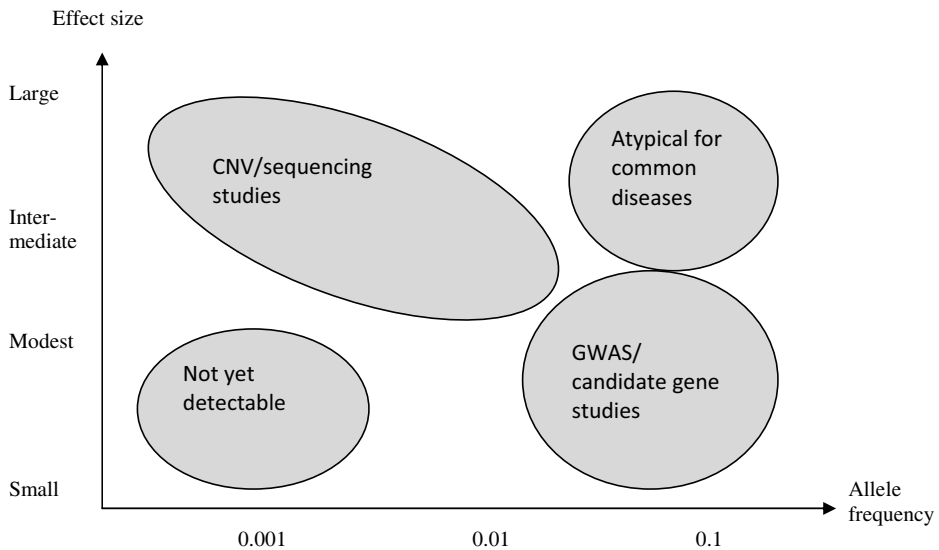 Effect size
Large
Inter-
mediate
Modest
Small
CNV/sequencing
studies
Atypical for
common
diseases
Not yet
detectable
GWAS/
candidate gene
studies
Allele
frequency
0.001
0.01
0.1